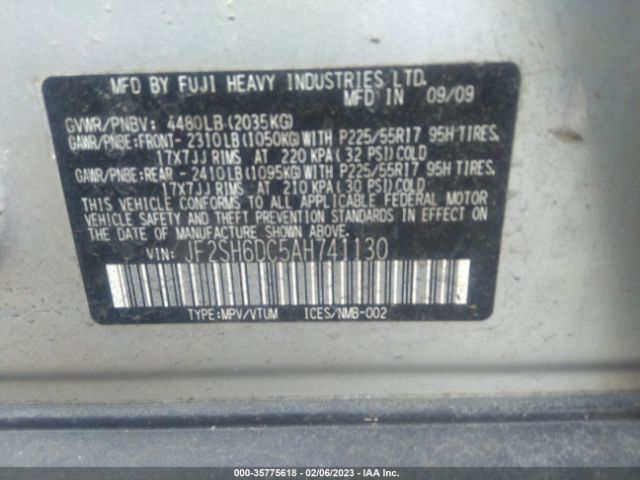 MFD BY FUJI HEAVY INDUSTRIES LTD.
MFD IN 09/09
GVWR/PNBV: 4480LB(2035KG)
GAWR/PNBE:FRONT-2310LB(1050KG)WITH P225/55R17 95H TIRES,
17X7JJ RIMS AT 220 KPA(32 PSI)COLD
GAWR/PNBE:REAR -2410LB(1095KG)WITH P225/55R17 95H TIRES,
17X7JJ RIMS AT 210 KPA(30 PSI)COLD
THIS VEHICLE CONFORMS TO ALL APPLICABLE FEDERAL MOTOR
VEHICLE SAFETY AND THEFT PREVENTION STANDARDS IN EFFECT
ON THE DATE OF MANUFACTURE SHOWN ABOVE.
VIN: JF2SH6DC5AH741130
TYPE:MPV/VTUM ICES/NMB-002
000 - 35775618 - 02/06/2023 - IAA Inc.